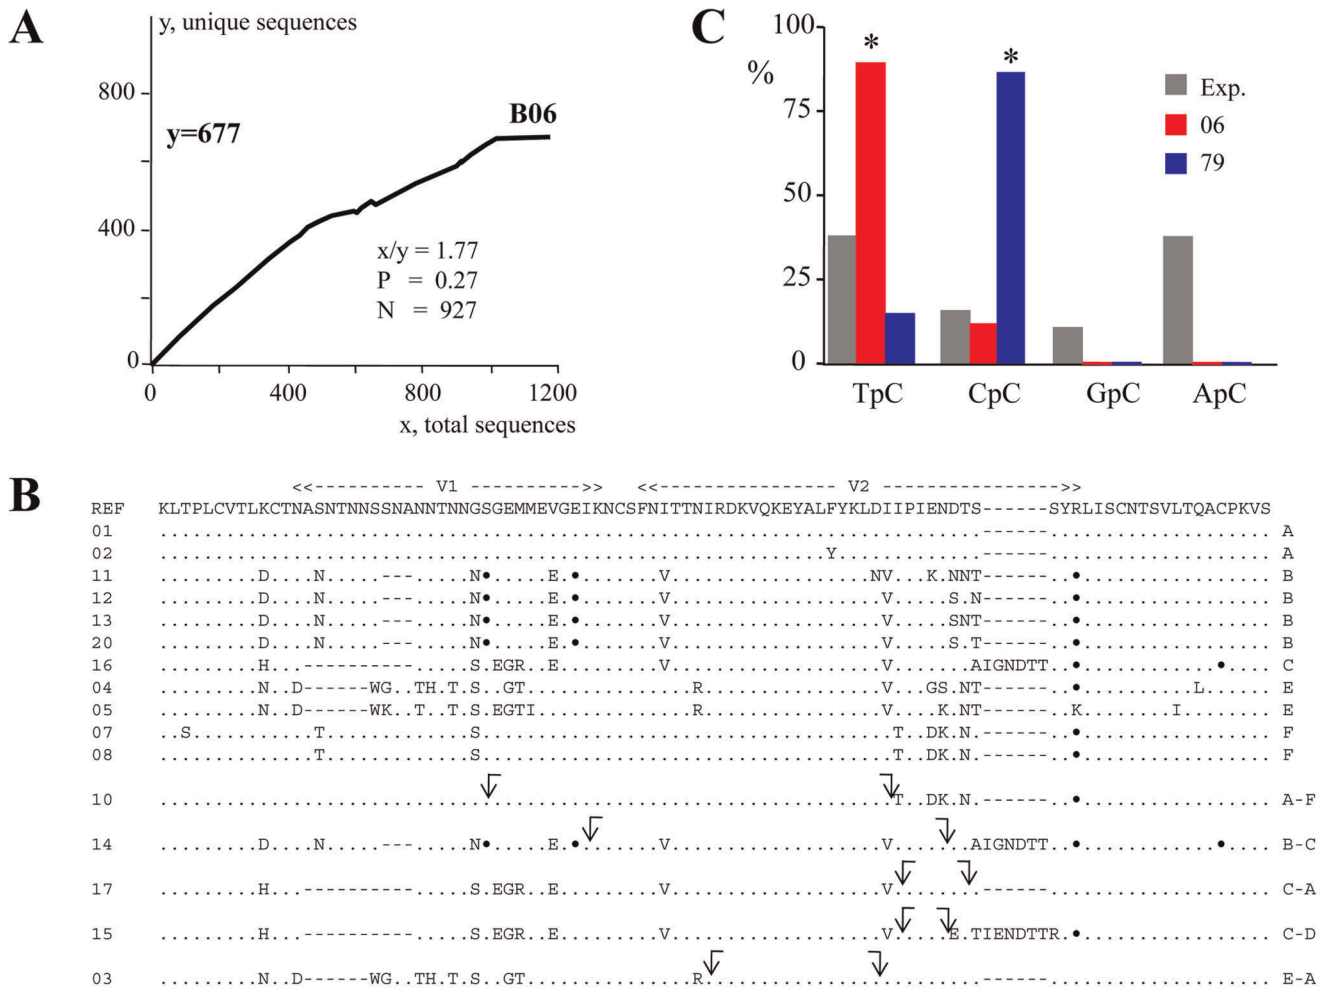 A
y, unique sequences
800
B06
y=677
400
x/y = 1.77
P = 0.27
N = 927
0
0 400 800 1200
x, total sequences
C
100
%
75
50
25
0
TpC CpC GpC ApC
Exp.
06
79
B
<<---------- V1 ---------->> <<---------------- V2 ---------------->>
REF KLTPLCVTLKCTNASNTNNSSNANNTNNGSGEMMEVGEIKNCSFNITTNIRDKVQKEYALFYKLDIIPIENDTS------SYRLISCNTSVLTQACPKVS
01 ..........................................................................------.................... A
02 ............................................................Y.............------.................... A
11 .........D....N.....---.....N●.....E.●.......V..................NV...K.NNT------..●................. B
12 .........D....N.....---.....N●.....E.●.......V...................V.....S.N------..●................. B
13 .........D....N.....---.....N●.....E.●.......V...................V.....SNT------..●................. B
20 .........D....N.....---.....N●.....E.●.......V...................V.....S.T------..●................. B
16 .........H...----------.....S.EGR..E.........V...................V.......AIGNDTT..●............●.... C
04 .........N..D------WG..TH.T.S..GT...............R................V...GS.NT------..●..........L...... E
05 .........N..D------WK..T..T.S.EGTI..............R................V....K.NT------..K........I........ E
07 ..S...........T.............S.....................................T..DK.N.------..●................. F
08 ..............T.............S.....................................T..DK.N.------..●................. F
10 ..................................................................T..DK.N.------..●................. A-F
14 .........D....N.....---.....N●.....E.●.......V...................V.......AIGNDTT..●............●.... B-C
17 .........H...----------.....S.EGR..E.........V...................V........------.................... C-A
15 .........H...----------.....S.EGR..E.........V...................V.....E.TIENDTTR.●................. C-D
03 .........N..D------WG..TH.T.S..GT...............R.........................------.................... E-A